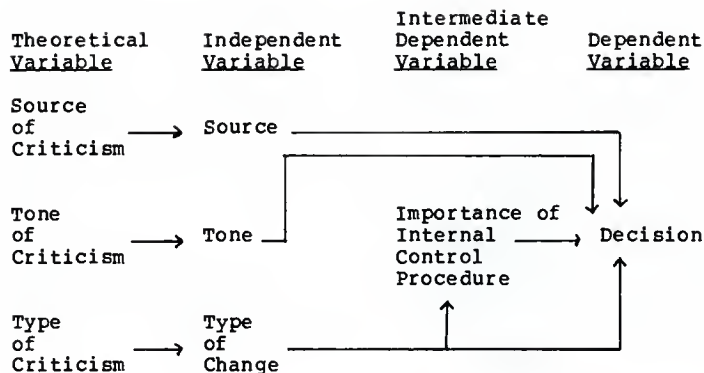 Intermediate
Theoretical Independent Dependent Dependent
Variable Variable Variable Variable
Source
of
Criticism Source
Tone
of
Criticism Tone
Importance of
Internal
Control
Procedure
Decision
Type
of
Criticism
Type
of
Change